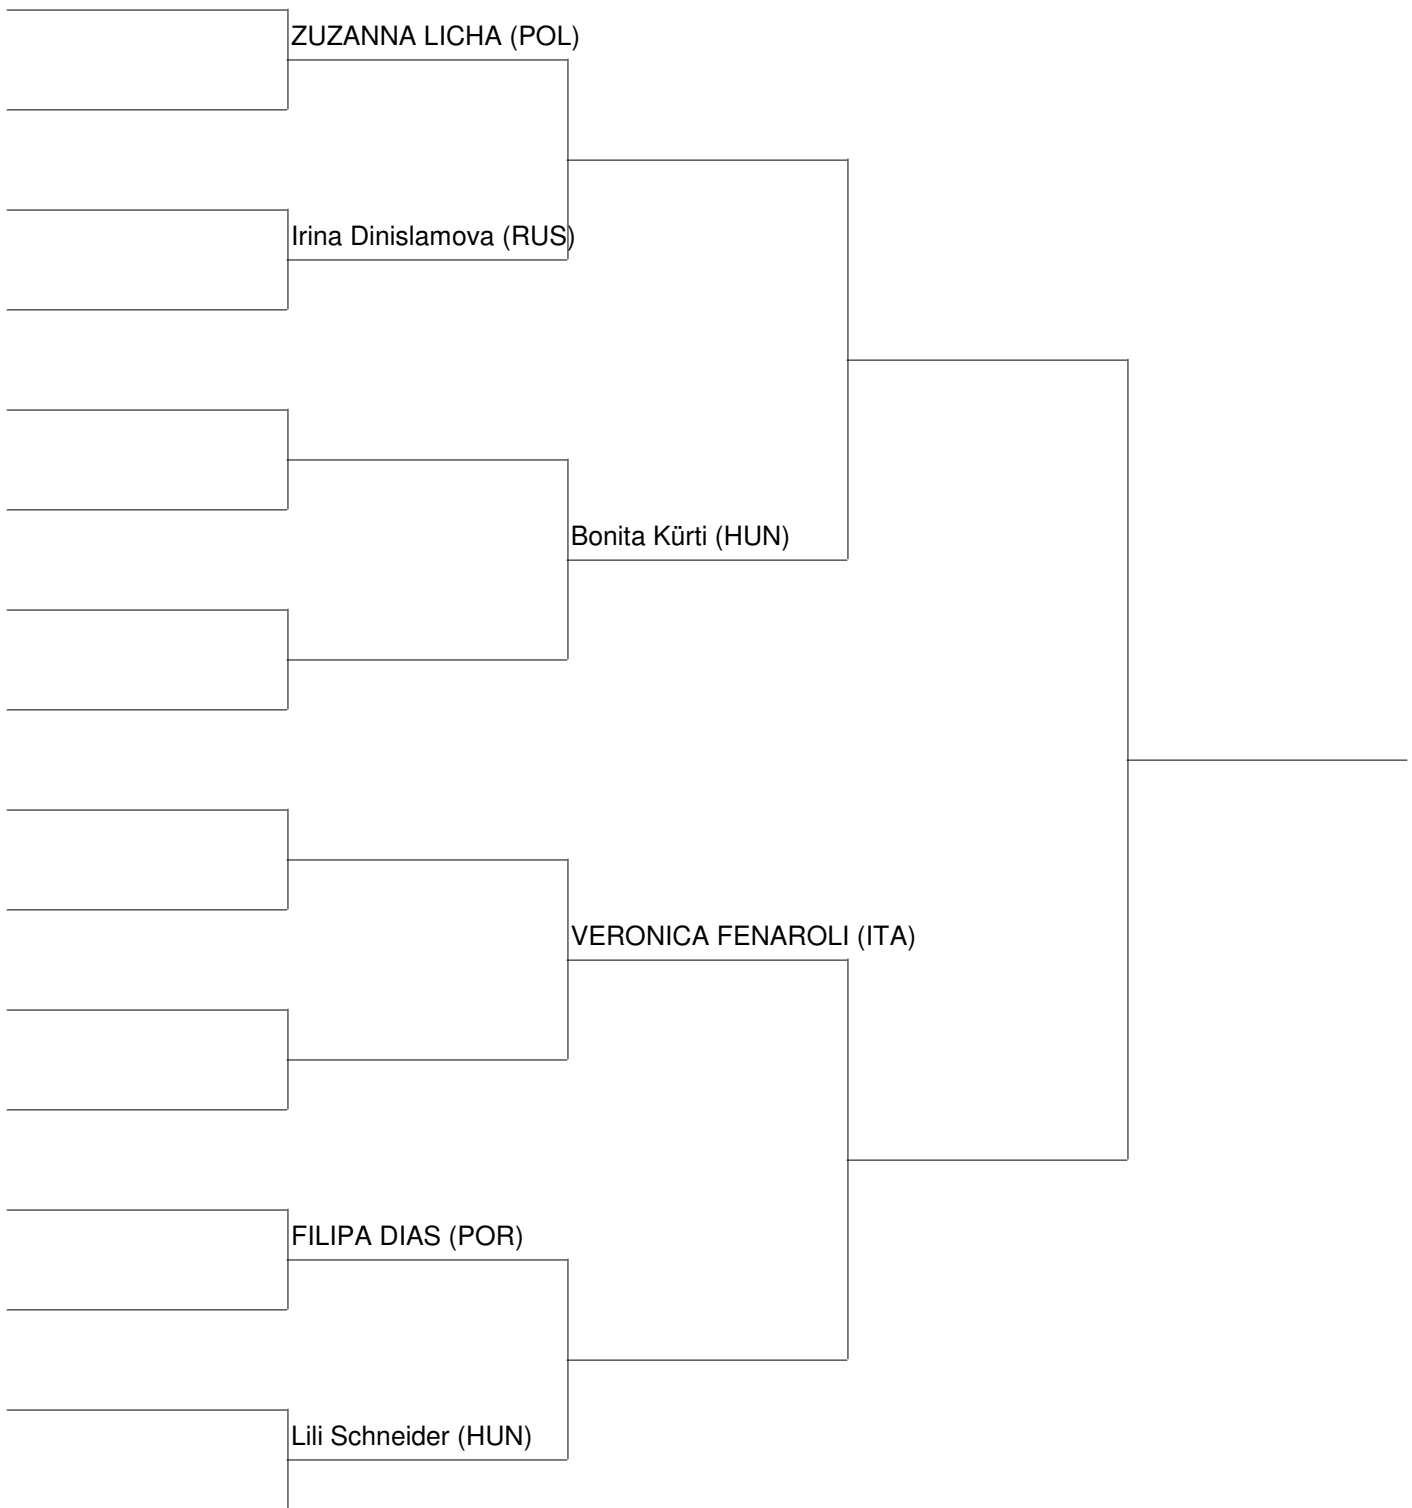 ZUZANNA LICHA (POL)
Irina Dinislamova (RUS)
Bonita Kürti (HUN)
VERONICA FENAROLI (ITA)
FILIPA DIAS (POR)
Lili Schneider (HUN)